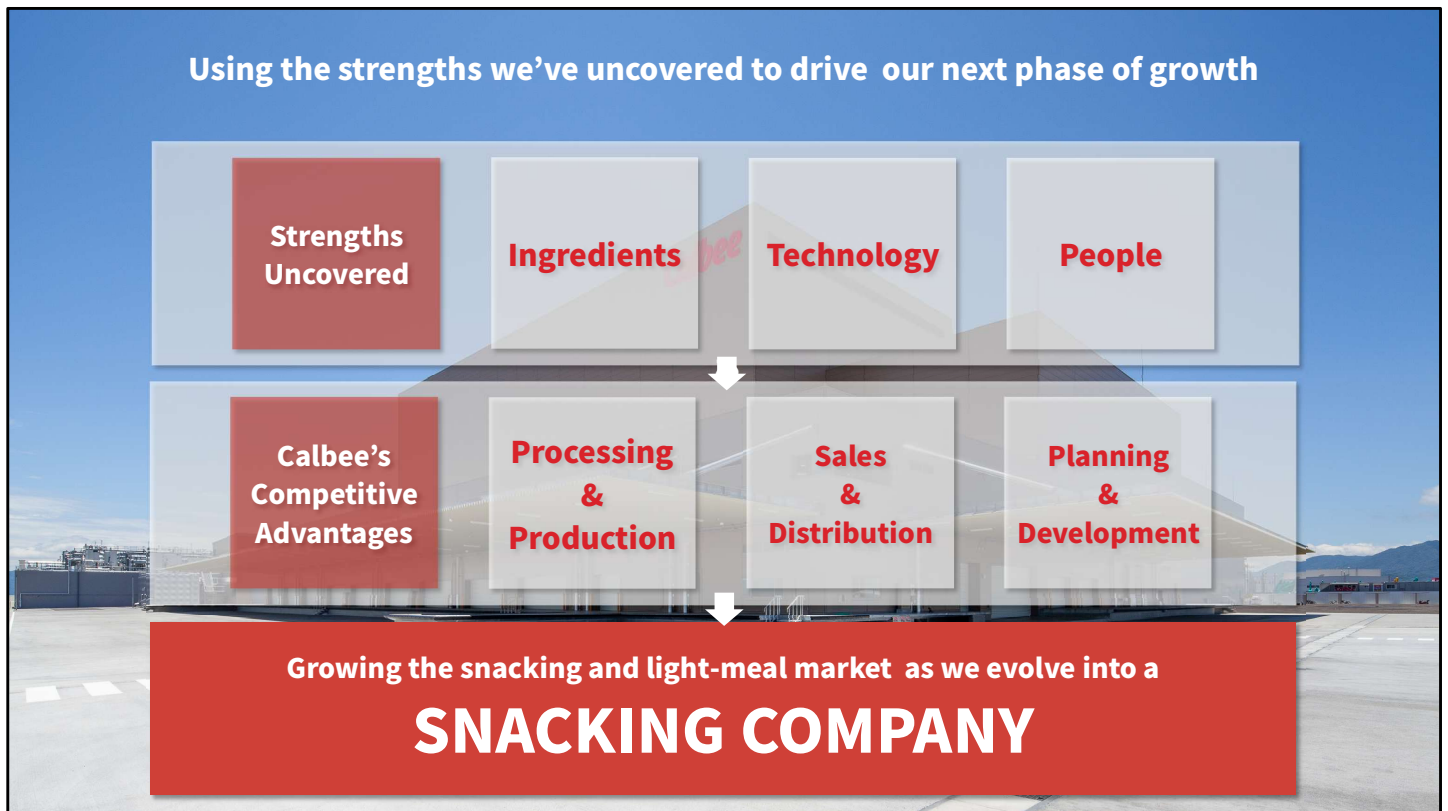 Using the strengths we’ve uncovered to drive  our next phase of growth
Strengths
Uncovered
Ingredients
Technology
People
Calbee’s
Competitive
Advantages
Processing
&
Production
Sales
&
Distribution
Planning
&
Development
Growing the snacking and light-meal market  as we evolve into a
SNACKING COMPANY